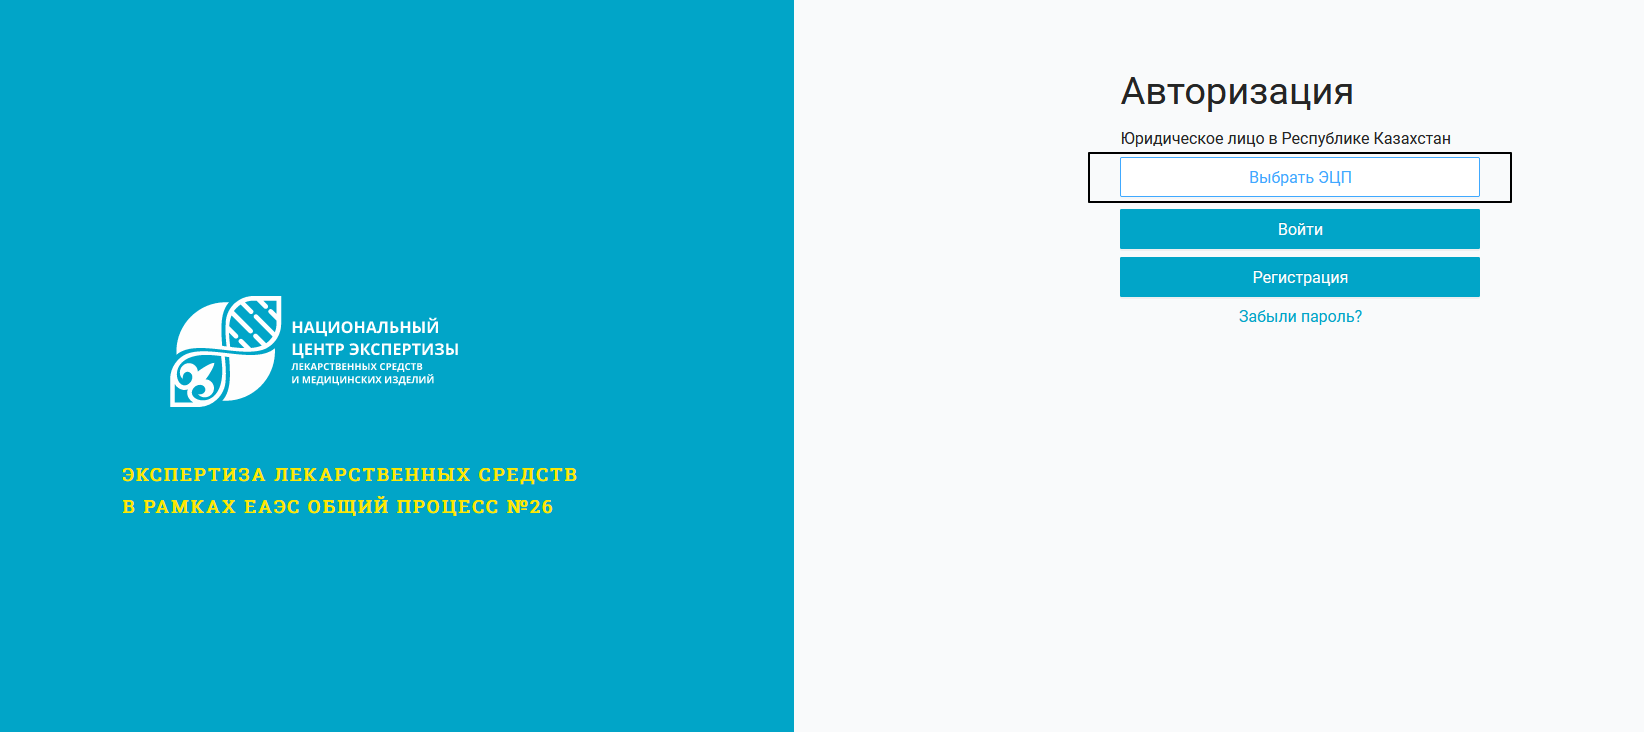 НАЦИОНАЛЬНЫЙ
ЦЕНТР ЭКСПЕРТИЗЫ
ЛЕКАРСТВЕННЫХ СРЕДСТВ
И МЕДИЦИНСКИХ ИЗДЕЛИЙ
ЭКСПЕРТИЗА ЛЕКАРСТВЕННЫХ СРЕДСТВ
В РАМКАХ ЕАЭС ОБЩИЙ ПРОЦЕСС №26
Авторизация
Юридическое лицо в Республике Казахстан
Выбрать ЭЦП
Войти
Регистрация
Забыли пароль?